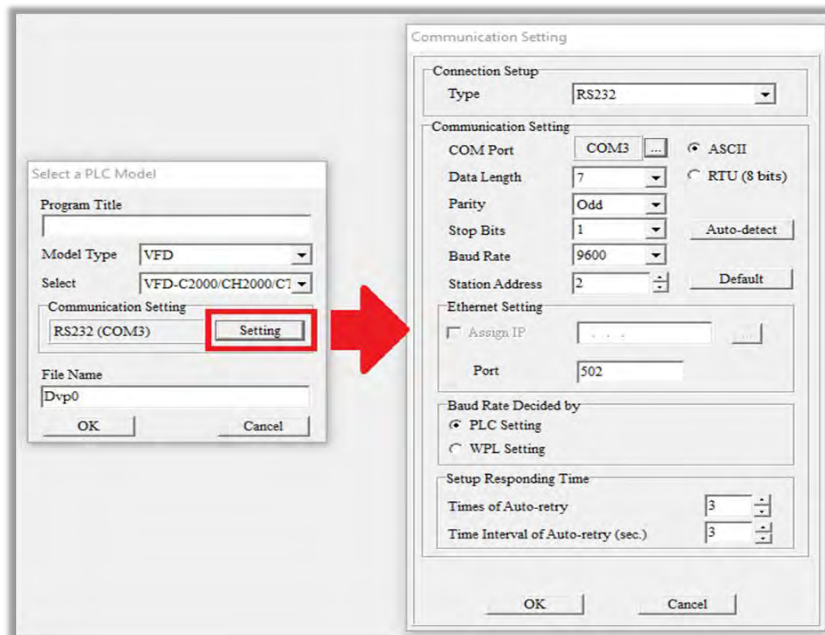 Select a PLC Model
Program Title
Model Type VFD
Select VFD-C2000/CH2000/CT
Communication Setting
RS232 (COM3) Setting
File Name
Dvp0
OK Cancel
Communication Setting
Connection Setup
Type RS232
Communication Setting
COM Port COM3 ... ASCII
Data Length 7 RTU (8 bits)
Parity Odd
Stop Bits 1 Auto-detect
Baud Rate 9600
Station Address 2 Default
Ethernet Setting
Assign IP . . . ...
Port 502
Baud Rate Decided by
PLC Setting
WPL Setting
Setup Responding Time
Times of Auto-retry 3
Time Interval of Auto-retry (sec.) 3
OK Cancel